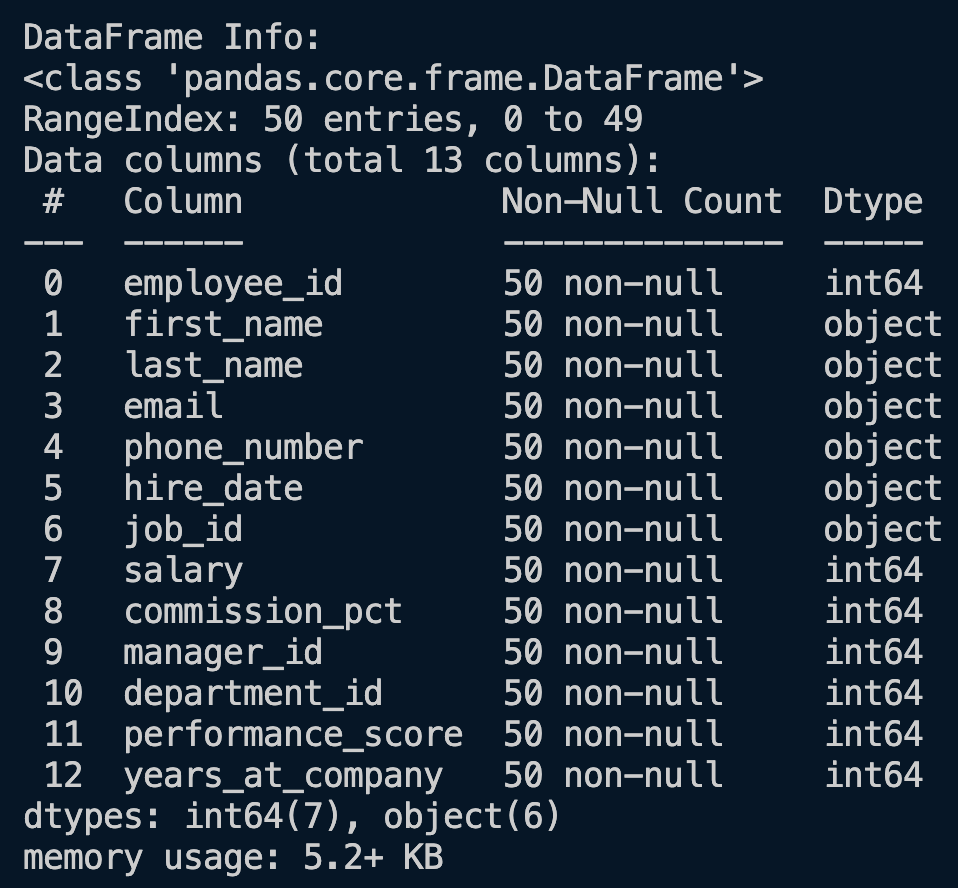 DataFrame Info:
<class 'pandas.core.frame.DataFrame'>
RangeIndex: 50 entries, 0 to 49
Data columns (total 13 columns):
 #   Column             Non-Null Count  Dtype
---  ------             --------------  -----
 0   employee_id        50 non-null     int64
 1   first_name         50 non-null     object
 2   last_name          50 non-null     object
 3   email              50 non-null     object
 4   phone_number       50 non-null     object
 5   hire_date          50 non-null     object
 6   job_id             50 non-null     object
 7   salary             50 non-null     int64
 8   commission_pct     50 non-null     int64
 9   manager_id         50 non-null     int64
 10  department_id      50 non-null     int64
 11  performance_score  50 non-null     int64
 12  years_at_company   50 non-null     int64
dtypes: int64(7), object(6)
memory usage: 5.2+ KB